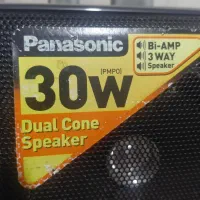 Panasonic
30W
[PMPO]
Dual Cone
Speaker
Bi-AMP
3 WAY
Speaker